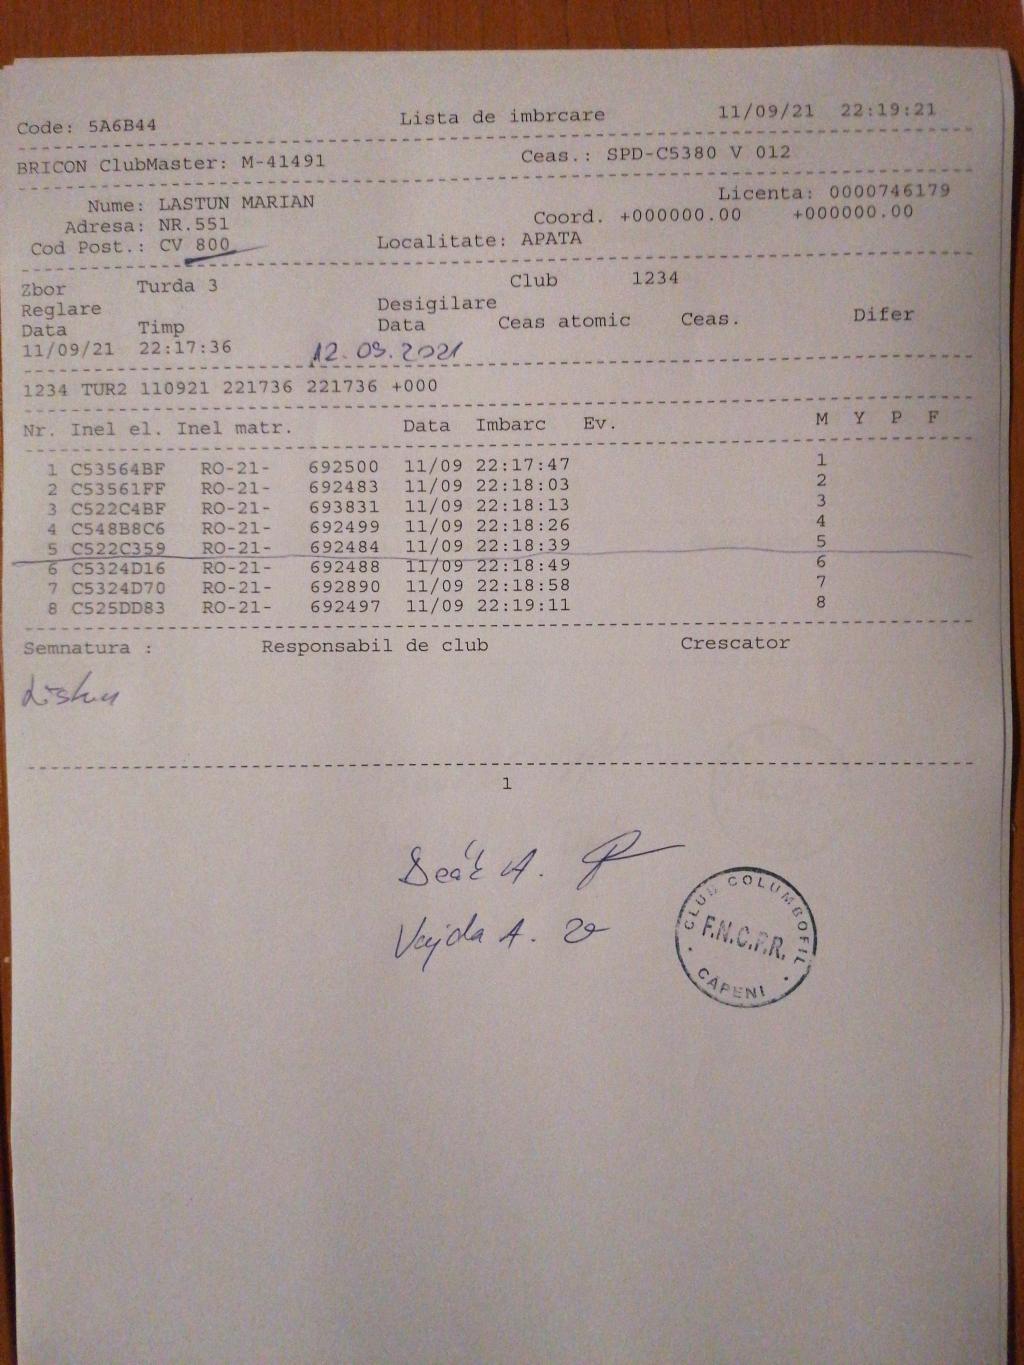 Code: 5A6B44 Lista de imbrcare 11/09/21 22:19:21
BRICON ClubMaster: M-41491 Ceas.: SPD-C5380 V 012
Nume: LASTUN MARIAN Licenta: 0000746179
Adresa: NR.551 Coord. +000000.00 +000000.00
Cod Post.: CV 800 Localitate: APATA
Zbor Turda 3 Club 1234
Reglare Desigilare
Data Timp Data Ceas atomic Ceas. Difer
11/09/21 22:17:36 12.09.2021
1234 TUR2 110921 221736 221736 +000
Nr. Inel el. Inel matr. Data Imbarc Ev. M Y P F
1 C53564BF RO-21- 692500 11/09 22:17:47 1
2 C53561FF RO-21- 692483 11/09 22:18:03 2
3 C522C4BF RO-21- 693831 11/09 22:18:13 3
4 C548B8C6 RO-21- 692499 11/09 22:18:26 4
5 C522C359 RO-21- 692484 11/09 22:18:39 5
6 C5324D16 RO-21- 692488 11/09 22:18:49 6
7 C5324D70 RO-21- 692890 11/09 22:18:58 7
8 C525DD83 RO-21- 692497 11/09 22:19:11 8
Semnatura : Responsabil de club Crescator
1
Deák A.
Vajda A.
CLUB COLUMBOFIL
F.N.C.P.R.
CĂPENI